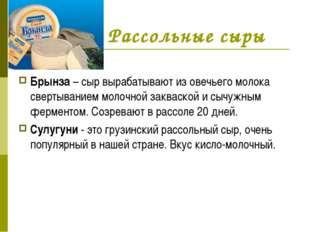 Рассольные сыры
Брынза
Брынза – сыр вырабатывают из овечьего молока
свертыванием молочной закваской и сычужным
ферментом. Созревают в рассоле 20 дней.
Сулугуни - это грузинский рассольный сыр, очень
популярный в нашей стране. Вкус кисло-молочный.